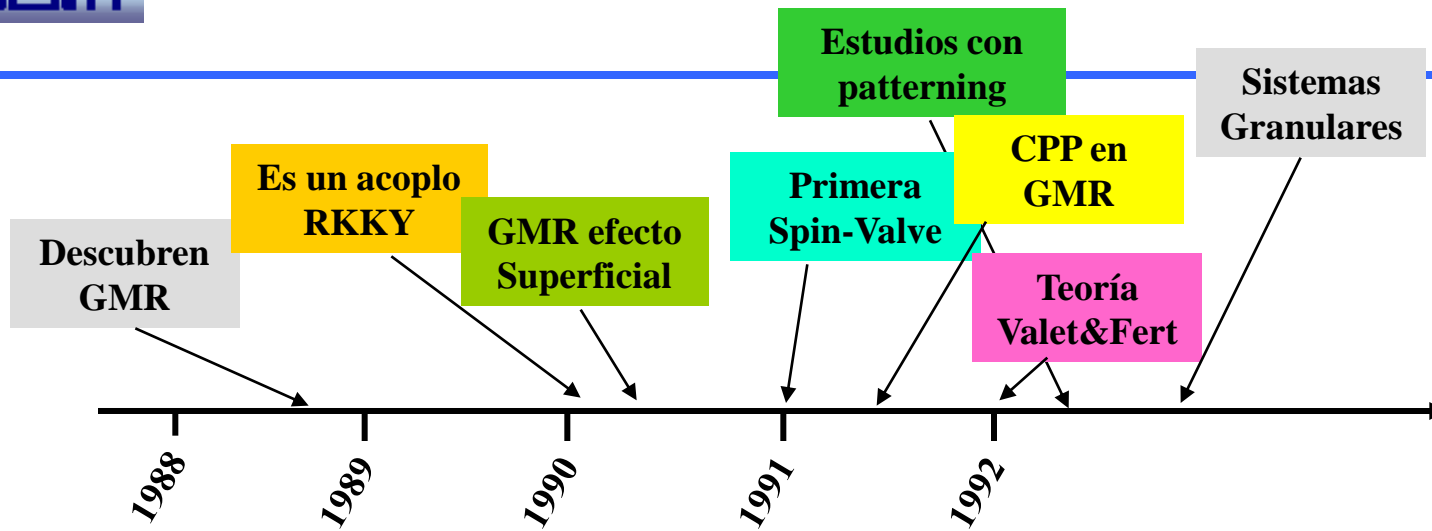 Estudios con
patterning
Sistemas
Granulares
CPP en
GMR
Es un acoplo
RKKY
Primera
Spin-Valve
GMR efecto
Superficial
Descubren
GMR
Teoría
Valet&Fert
1988
1989
1990
1991
1992